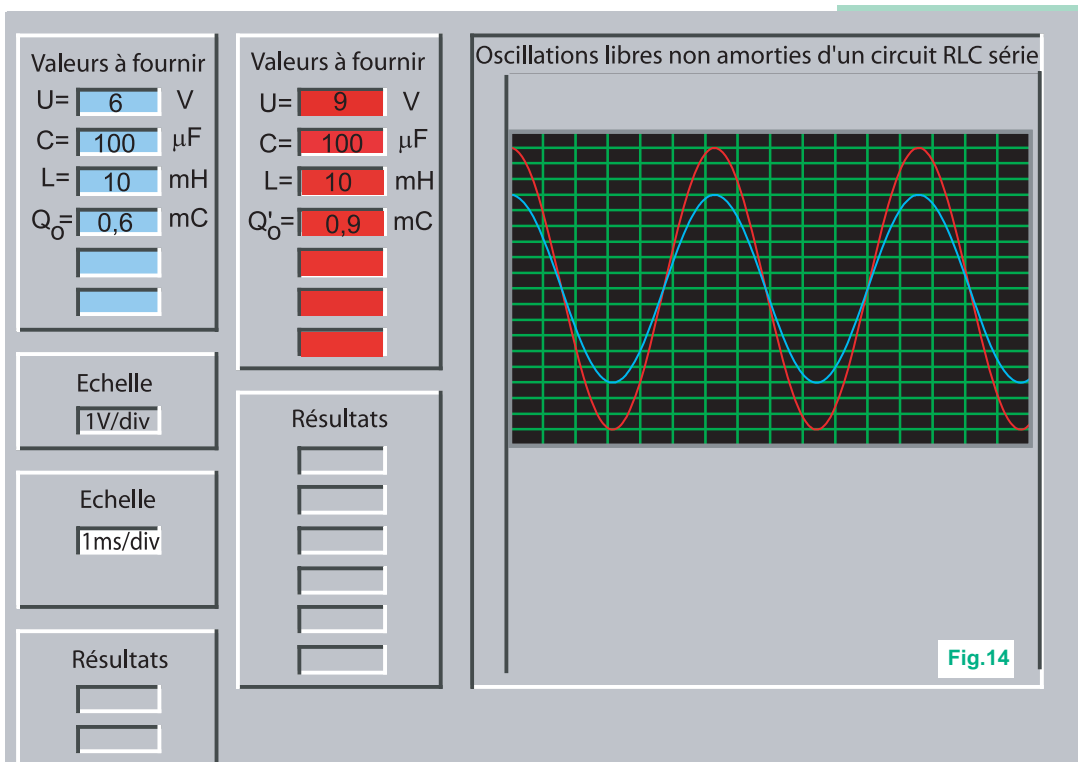 Valeurs à fournir
U= 6 V
C= 100 µF
L= 10 mH
Qo= 0,6 mC
Echelle
1V/div
Echelle
1ms/div
Résultats
Valeurs à fournir
U= 9 V
C= 100 µF
L= 10 mH
Q'o= 0,9 mC
Résultats
Oscillations libres non amorties d'un circuit RLC série
Fig.14